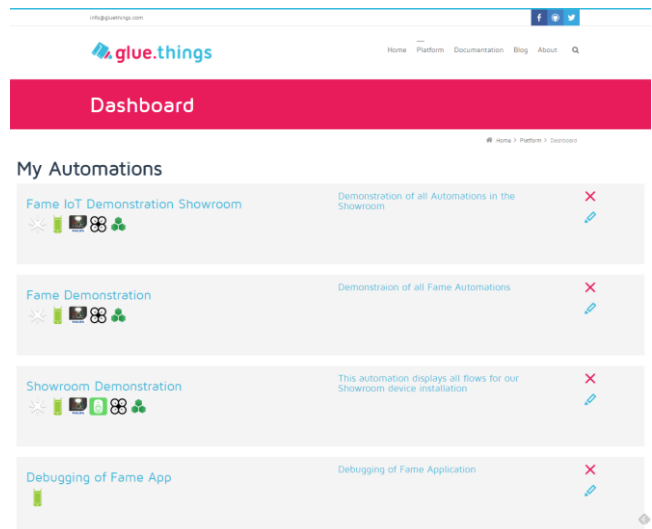 info@gluethings.com
glue.things
Home Platform Documentation Blog About
Dashboard
Home > Platform > Dashboard
My Automations
Fame IoT Demonstration Showroom
Demonstration of all Automations in the
Showroom
Fame Demonstration
Demonstraion of all Fame Automations
Showroom Demonstration
This automation displays all flows for our
Showroom device installation
Debugging of Fame App
Debugging of Fame Application